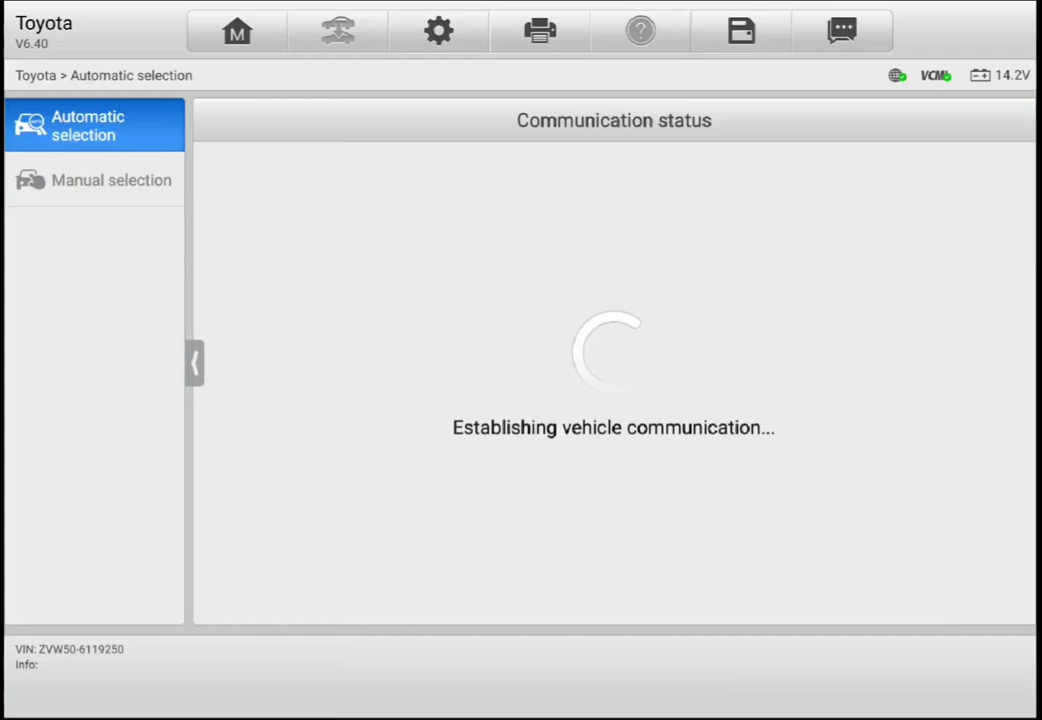 Toyota
V6.40
M
?
Toyota > Automatic selection
VCMI
14.2V
Automatic
selection
Manual selection
Communication status
Establishing vehicle communication...
VIN: ZVW50-6119250
Info: